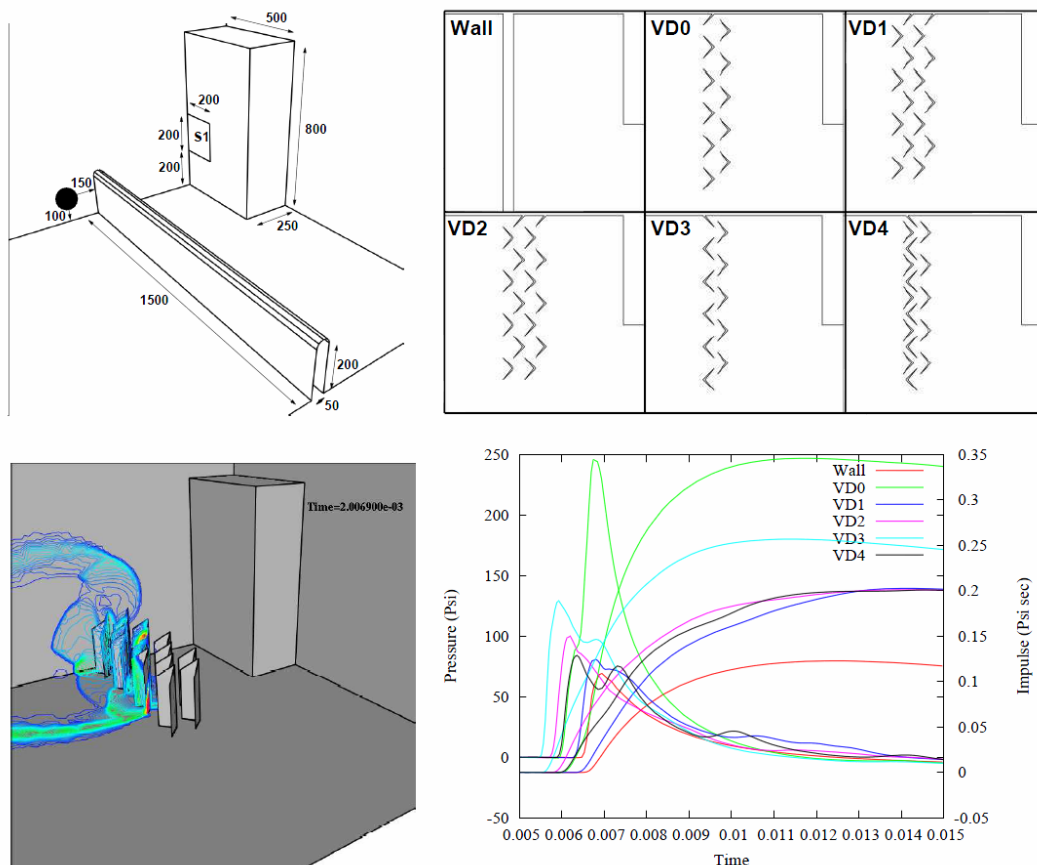 500
200
200
S1
800
200
150
100
250
1500
200
50
Wall
VD0
VD1
VD2
VD3
VD4
Time=2.006900e-03
250
200
150
100
50
0
-50
Pressure (Psi)
Wall
VD0
VD1
VD2
VD3
VD4
0.35
0.3
0.25
0.2
0.15
0.1
0.05
0
-0.05
Impulse (Psi sec)
0.005 0.006 0.007 0.008 0.009 0.01 0.011 0.012 0.013 0.014 0.015
Time